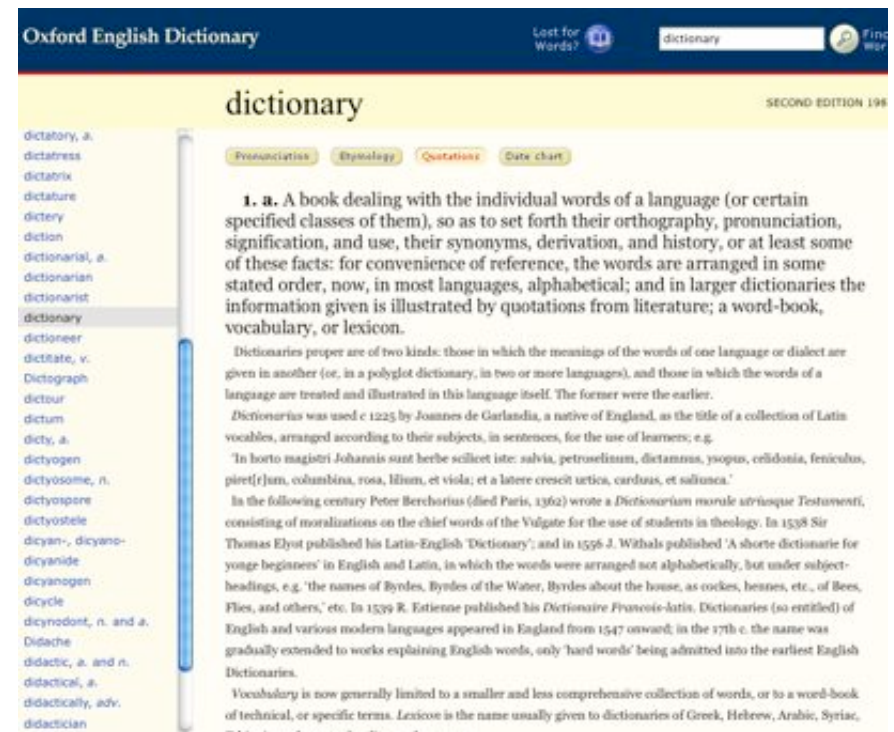 Oxford English Dictionary
Lost for
Words?
dictionary
dictionary
SECOND EDITION 198
dictatory, a.
dictatress
dictatrix
dictature
dictery
diction
dictionarial, a.
dictionarian
dictionarist
dictionary
dictioneer
dictitate, v.
Dictograph
dictour
dictum
dicty, a.
dictyogen
dictyosome, n.
dictyospore
dictyostele
dicyan-, dicyano-
dicyanide
dicyanogen
dicycle
dicynodont, n. and a.
Didache
didactic, a. and n.
didactical, a.
didactically, adv.
didactician
Pronunciation Etymology Quotations Date chart
1. a. A book dealing with the individual words of a language (or certain
specified classes of them), so as to set forth their orthography, pronunciation,
signification, and use, their synonyms, derivation, and history, or at least some
of these facts: for convenience of reference, the words are arranged in some
stated order, now, in most languages, alphabetical; and in larger dictionaries the
information given is illustrated by quotations from literature; a word-book,
vocabulary, or lexicon.
Dictionaries proper are of two kinds: those in which the meanings of the words of one language or dialect are
given in another (or, in a polyglot dictionary, in two or more languages), and those in which the words of a
language are treated and illustrated in this language itself. The former were the earlier.
Dictionarius was used c 1225 by Joannes de Garlandia, a native of England, as the title of a collection of Latin
vocables, arranged according to their subjects, in sentences, for the use of learners; e.g.
'In horto magistri Johannis sunt herbe scilicet iste: salvia, petroselinum, dictamnus, ysopus, celidonia, feniculus,
piret[r]um, columbina, rosa, lilium, et viola; et a latere crescit urtica, carduus, et saliunca.'
In the following century Peter Berchorius (died Paris, 1362) wrote a Dictionarium morale utriusque Testamenti,
consisting of moralizations on the chief words of the Vulgate for the use of students in theology. In 1538 Sir
Thomas Elyot published his Latin-English 'Dictionary'; and in 1556 J. Withals published 'A shorte dictionarie for
yonge beginners' in English and Latin, in which the words were arranged not alphabetically, but under subject-
headings, e.g. 'the names of Byrdes, Byrdes of the Water, Byrdes about the house, as cockes, hennes, etc., of Bees,
Flies, and others,' etc. In 1539 R. Estienne published his Dictionaire Francois-latin. Dictionaries (so entitled) of
English and various modern languages appeared in England from 1547 onward; in the 17th c. the name was
gradually extended to works explaining English words, only 'hard words' being admitted into the earliest English
Dictionaries.
Vocabulary is now generally limited to a smaller and less comprehensive collection of words, or to a word-book
of technical, or specific terms. Lexicon is the name usually given to dictionaries of Greek, Hebrew, Arabic, Syriac,